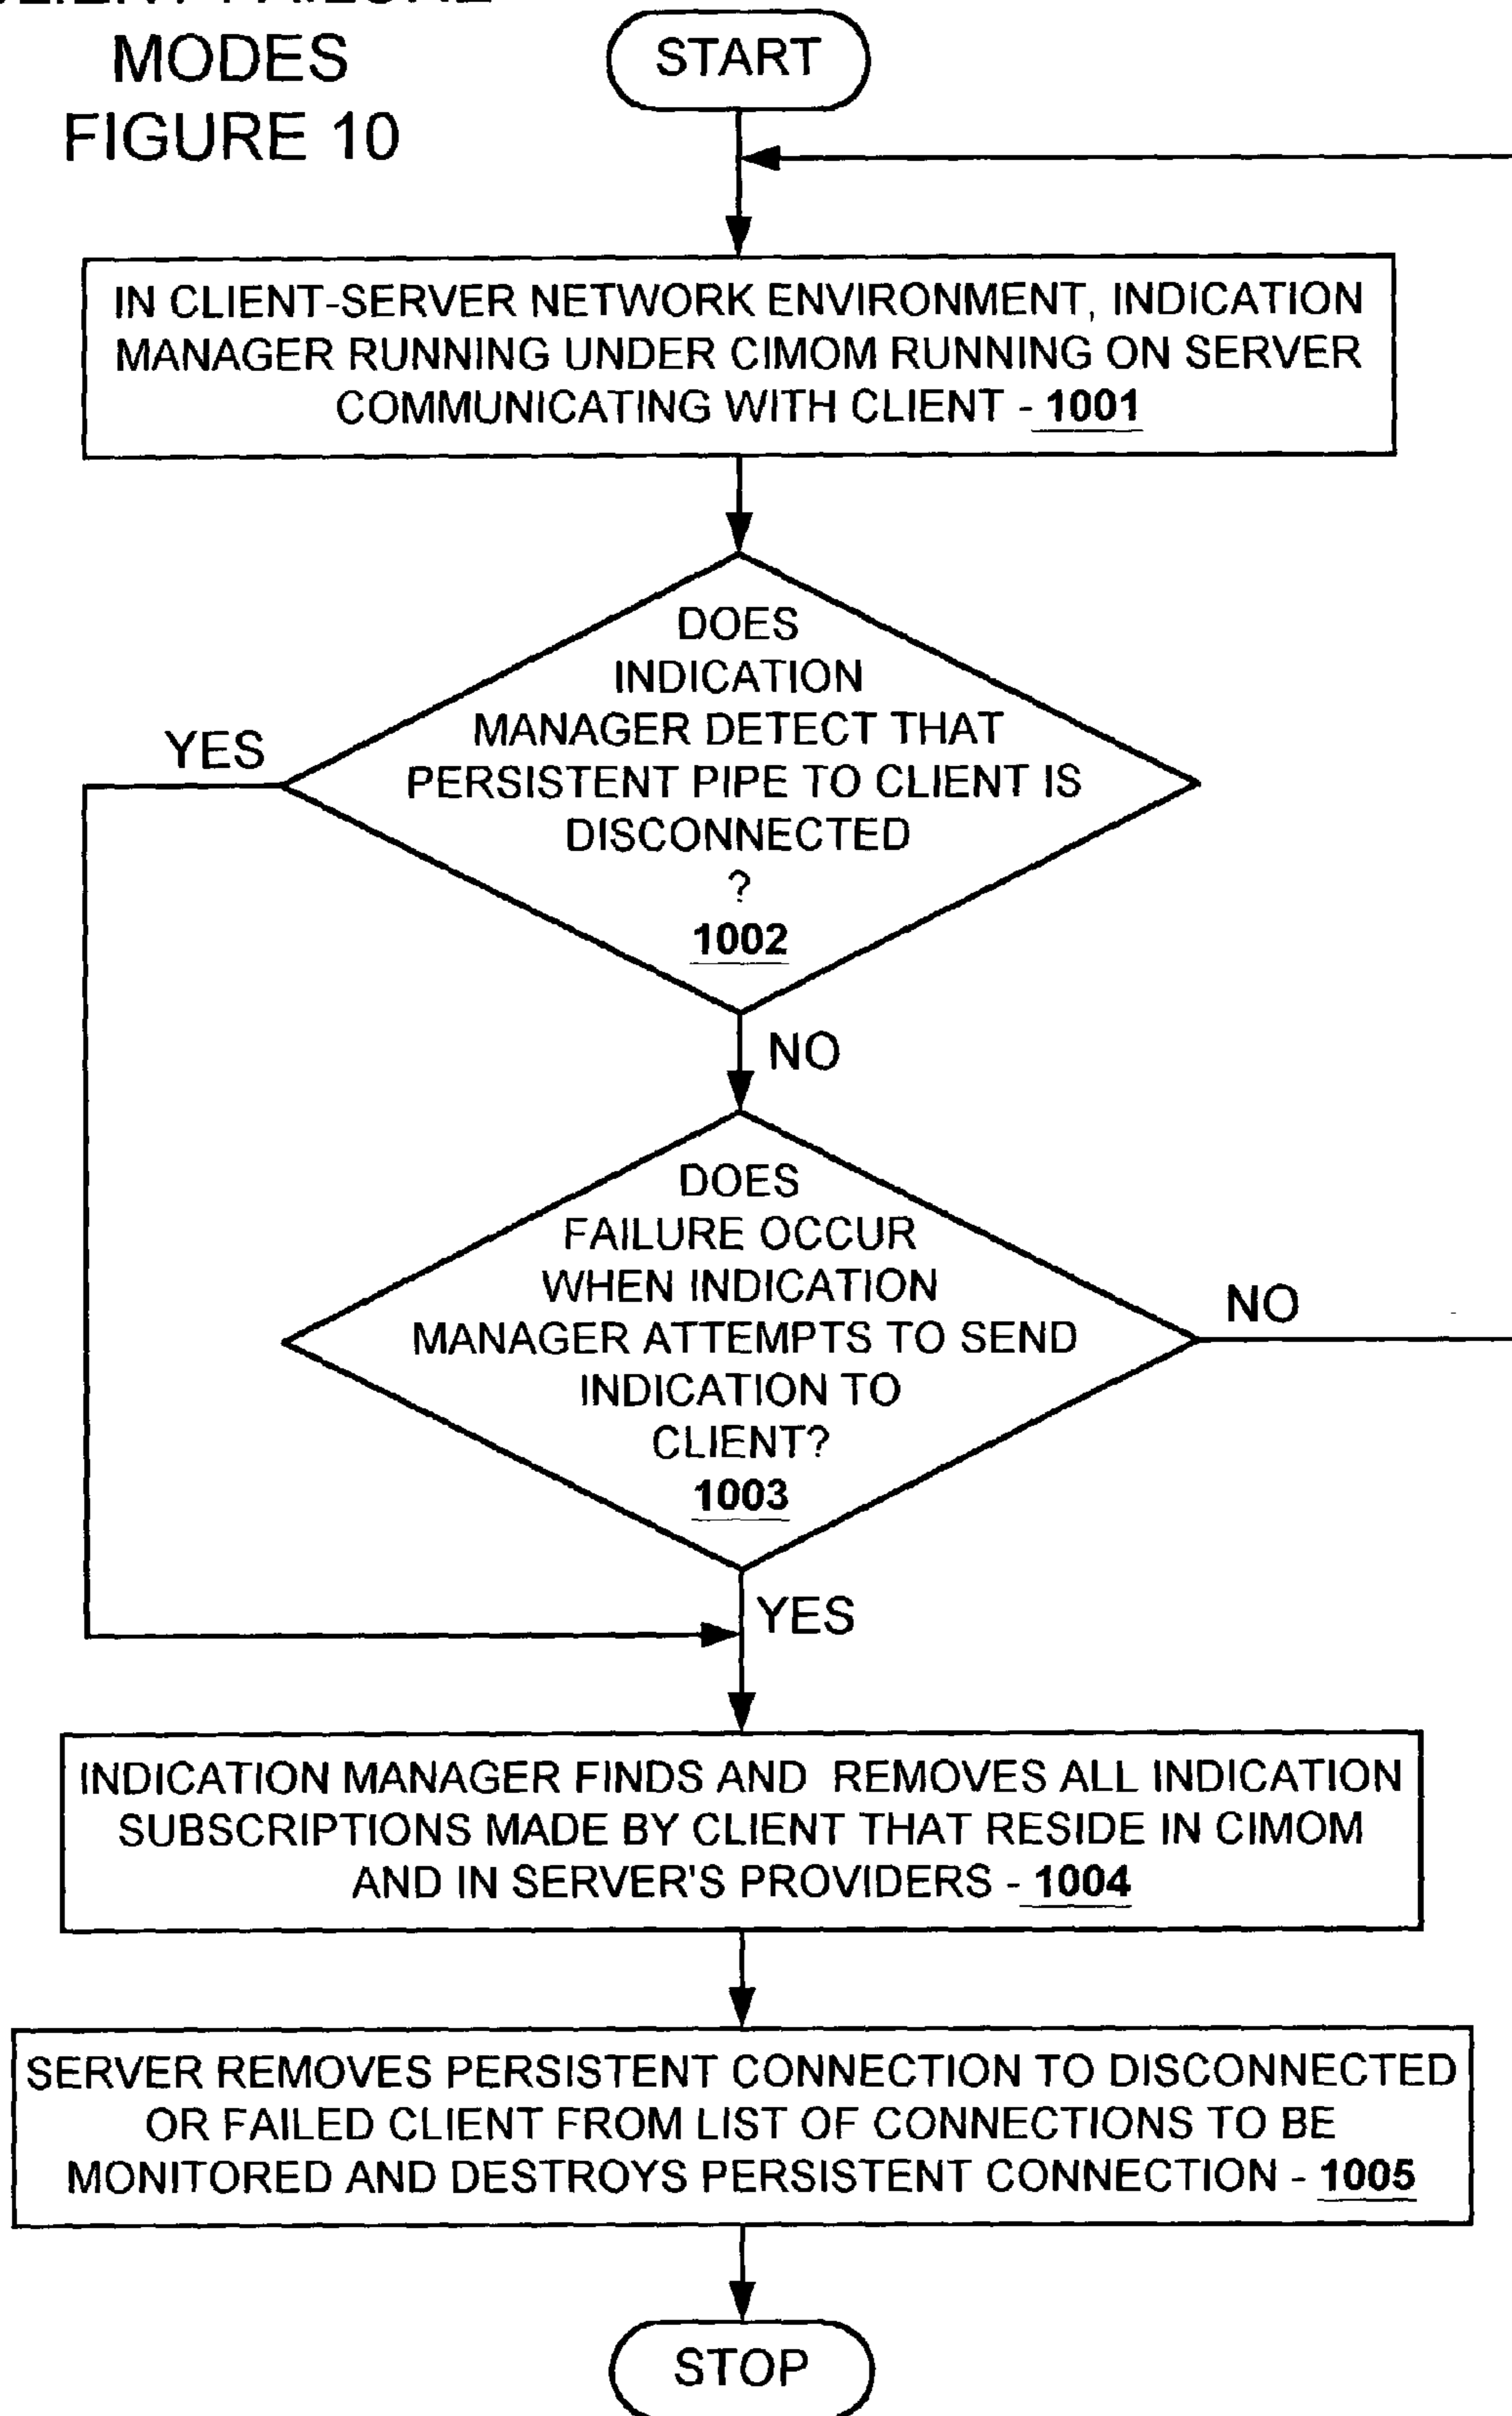 CLIENT FAILURE
MODES
FIGURE 10
START
IN CLIENT-SERVER NETWORK ENVIRONMENT, INDICATION
MANAGER RUNNING UNDER CIMOM RUNNING ON SERVER
COMMUNICATING WITH CLIENT - 1001
DOES
INDICATION
MANAGER DETECT THAT
PERSISTENT PIPE TO CLIENT IS
DISCONNECTED
?
1002
YES
NO
DOES
FAILURE OCCUR
WHEN INDICATION
MANAGER ATTEMPTS TO SEND
INDICATION TO
CLIENT?
1003
NO
YES
INDICATION MANAGER FINDS AND REMOVES ALL INDICATION
SUBSCRIPTIONS MADE BY CLIENT THAT RESIDE IN CIMOM
AND IN SERVER'S PROVIDERS - 1004
SERVER REMOVES PERSISTENT CONNECTION TO DISCONNECTED
OR FAILED CLIENT FROM LIST OF CONNECTIONS TO BE
MONITORED AND DESTROYS PERSISTENT CONNECTION - 1005
STOP